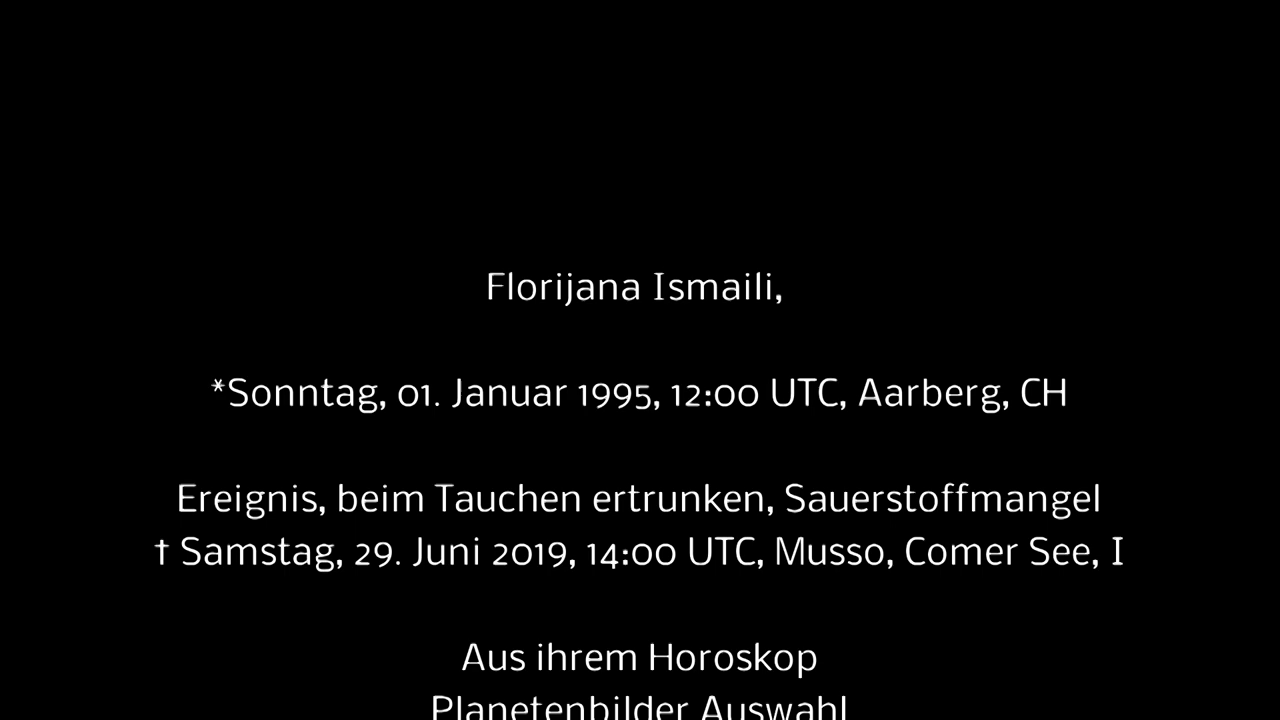 Florijana Ismaili,
*Sonntag, 01. Januar 1995, 12:00 UTC, Aarberg, CH
Ereignis, beim Tauchen ertrunken, Sauerstoffmangel
† Samstag, 29. Juni 2019, 14:00 UTC, Musso, Comer See, I
Aus ihrem Horoskop
Planetenbilder Auswahl